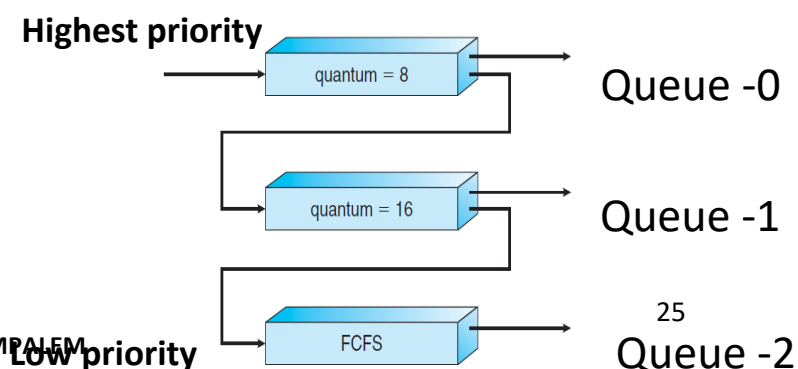 Highest priority
quantum = 8
Queue -0
quantum = 16
Queue -1
25
Low priority
FCFS
Queue -2